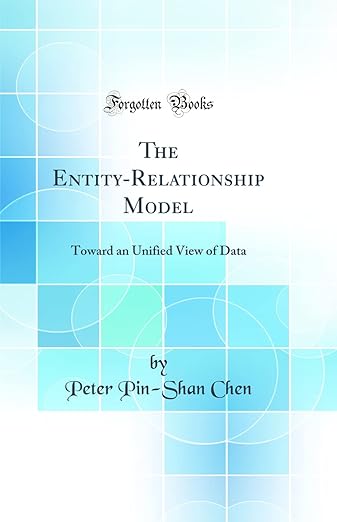 Forgotten Books
The
Entity-Relationship
Model
Toward an Unified View of Data
by
Peter Pin-Shan Chen